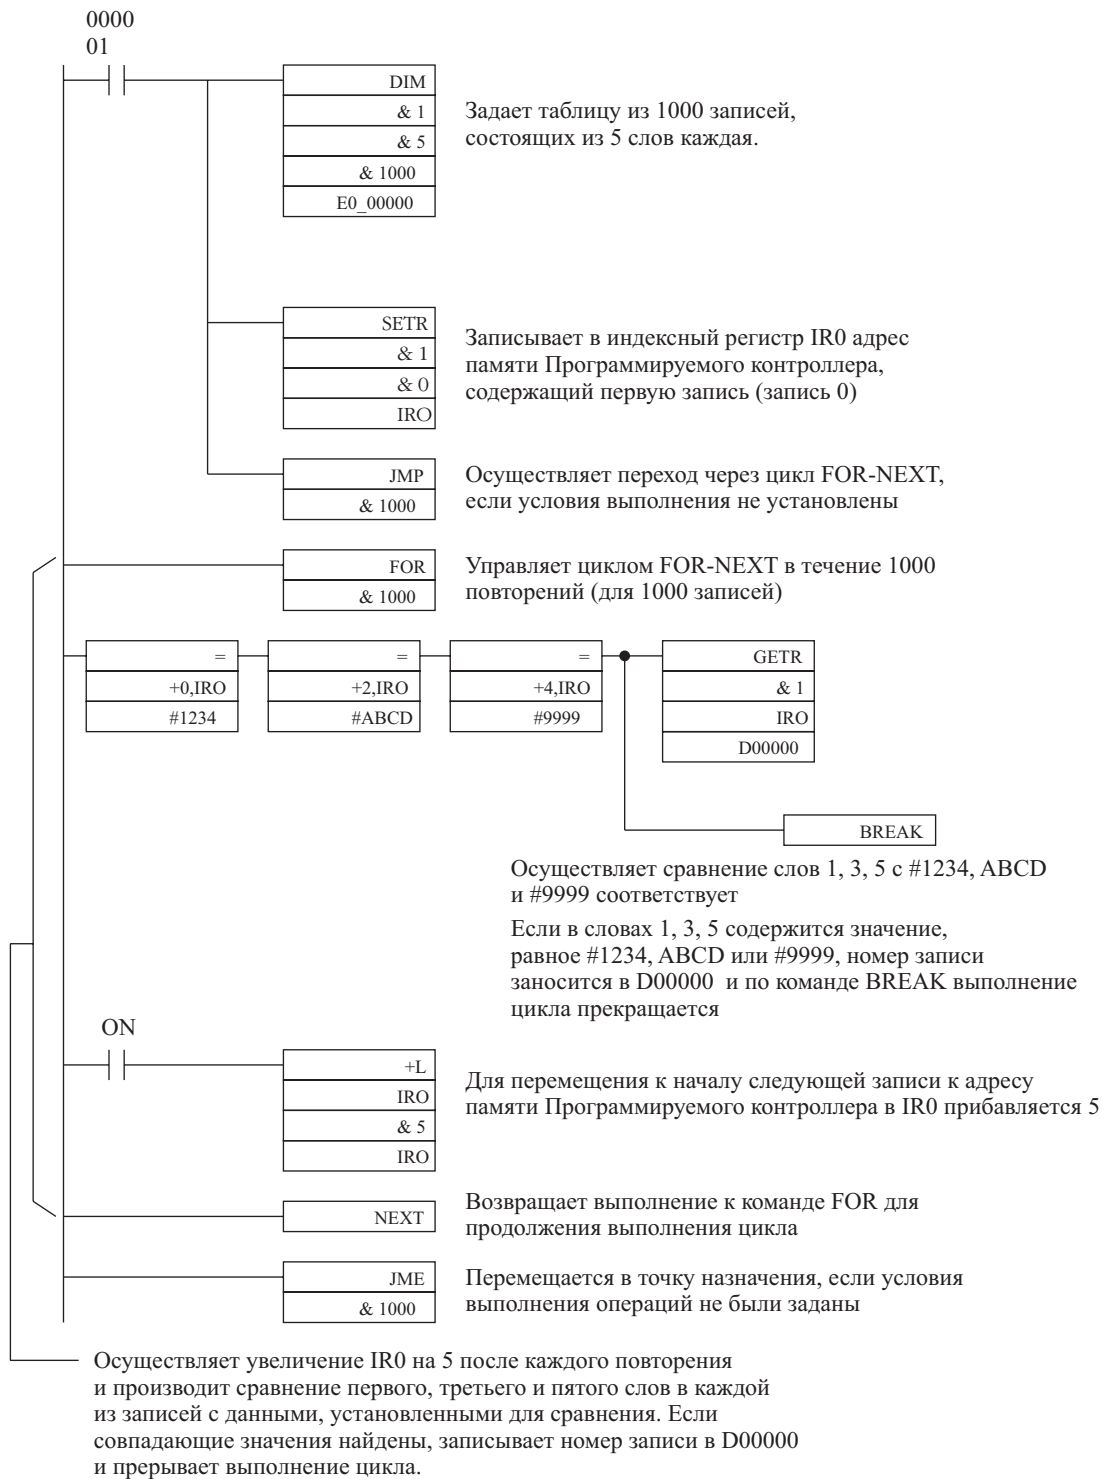 0000
01
DIM
& 1
& 5
& 1000
E0_00000
Задает таблицу из 1000 записей,
состоящих из 5 слов каждая.
SETR
& 1
& 0
IRO
Записывает в индексный регистр IR0 адрес
памяти Программируемого контроллера,
содержащий первую запись (запись 0)
JMP
& 1000
Осуществляет переход через цикл FOR-NEXT,
если условия выполнения не установлены
FOR
& 1000
Управляет циклом FOR-NEXT в течение 1000
повторений (для 1000 записей)
=
+0,IRO
#1234
=
+2,IRO
#ABCD
=
+4,IRO
#9999
GETR
& 1
IRO
D00000
BREAK
Осуществляет сравнение слов 1, 3, 5 с #1234, ABCD
и #9999 соответствует
Если в словах 1, 3, 5 содержится значение,
равное #1234, ABCD или #9999, номер записи
заносится в D00000 и по команде BREAK выполнение
цикла прекращается
ON
+L
IRO
& 5
IRO
Для перемещения к началу следующей записи к адресу
памяти Программируемого контроллера в IR0 прибавляется 5
NEXT
Возвращает выполнение к команде FOR для
продолжения выполнения цикла
JME
& 1000
Перемещается в точку назначения, если условия
выполнения операций не были заданы
Осуществляет увеличение IR0 на 5 после каждого повторения
и производит сравнение первого, третьего и пятого слов в каждой
из записей с данными, установленными для сравнения. Если
совпадающие значения найдены, записывает номер записи в D00000
и прерывает выполнение цикла.